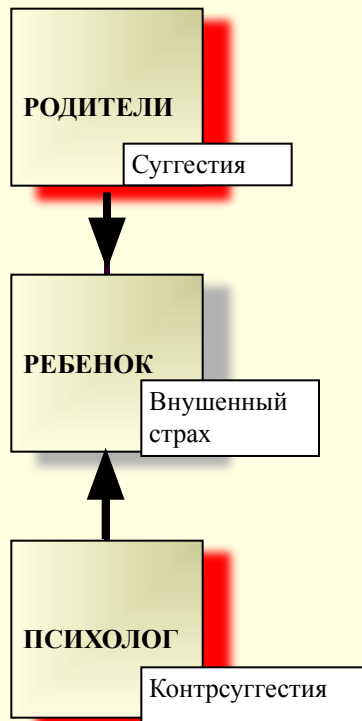 РОДИТЕЛИ
Суггестия
РЕБЕНОК
Внушенный
страх
ПСИХОЛОГ
Контрсуггестия